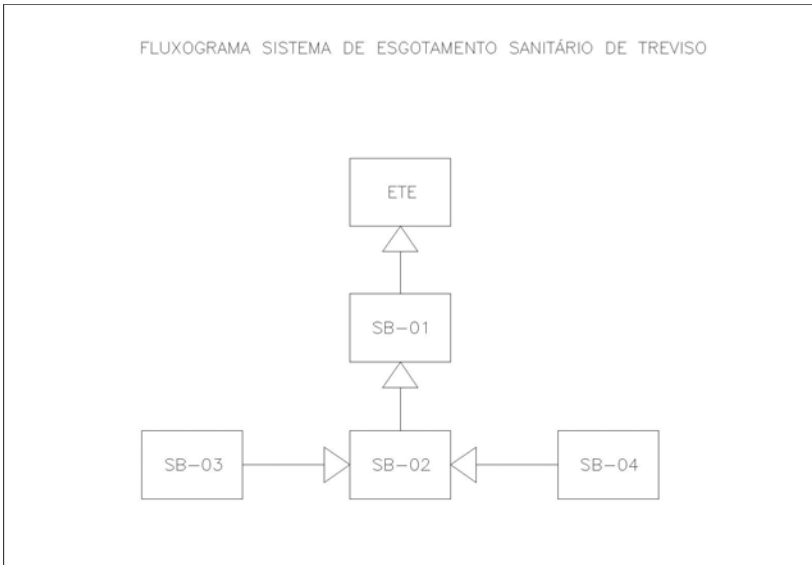 FLUXOGRAMA SISTEMA DE ESGOTAMENTO SANITÁRIO DE TREVISO
ETE
SB-01
SB-03
SB-02
SB-04